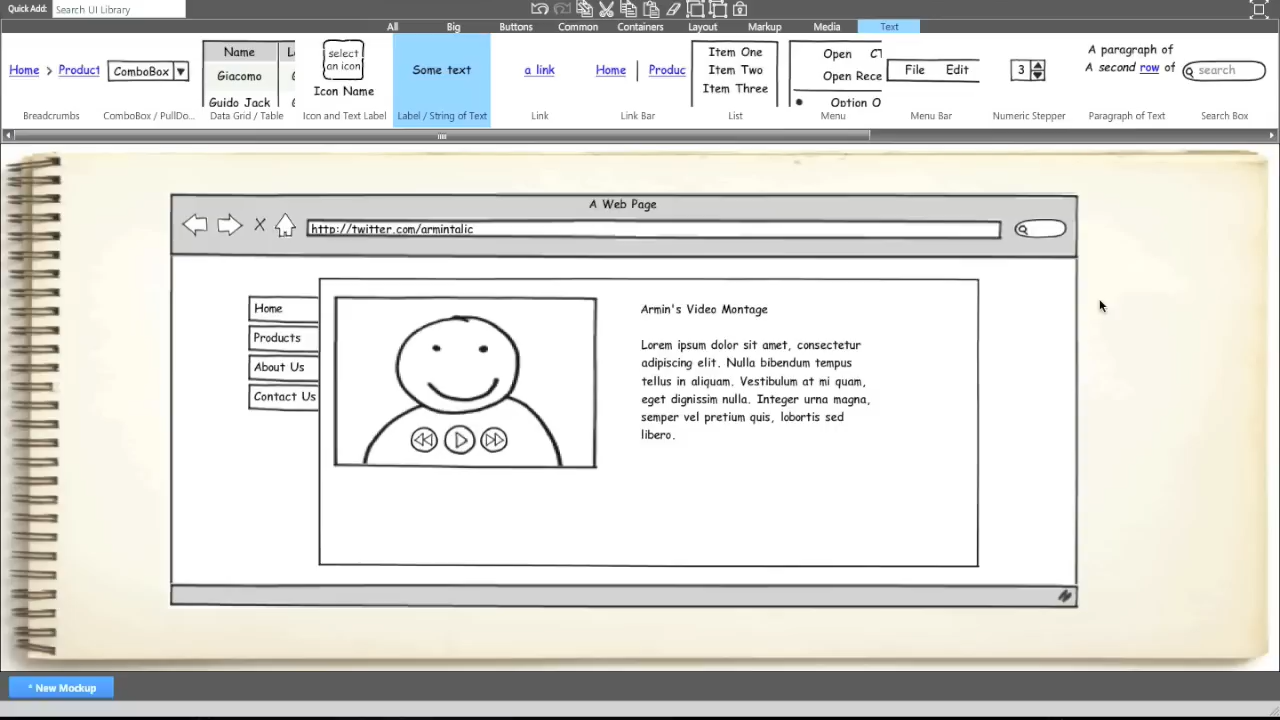 Quick Add: Search UI Library
All Big Buttons Common Containers Layout Markup Media Text
Home > Product
ComboBox
Name
Giacomo
Guido Jack
select
an icon
Icon Name
Some text
a link
Home Produc
Item One
Item Two
Item Three
Open
Open Rece
Option O
File Edit
3
A paragraph of
A second row of
search
Breadcrumbs ComboBox / PullDo... Data Grid / Table Icon and Text Label Label / String of Text Link Link Bar List Menu Menu Bar Numeric Stepper Paragraph of Text Search Box
A Web Page
http://twitter.com/armintalic
Home
Products
About Us
Contact Us
Armin's Video Montage
Lorem ipsum dolor sit amet, consectetur
adipiscing elit. Nulla bibendum tempus
tellus in aliquam. Vestibulum at mi quam,
eget dignissim nulla. Integer urna magna,
semper vel pretium quis, lobortis sed
libero.
* New Mockup